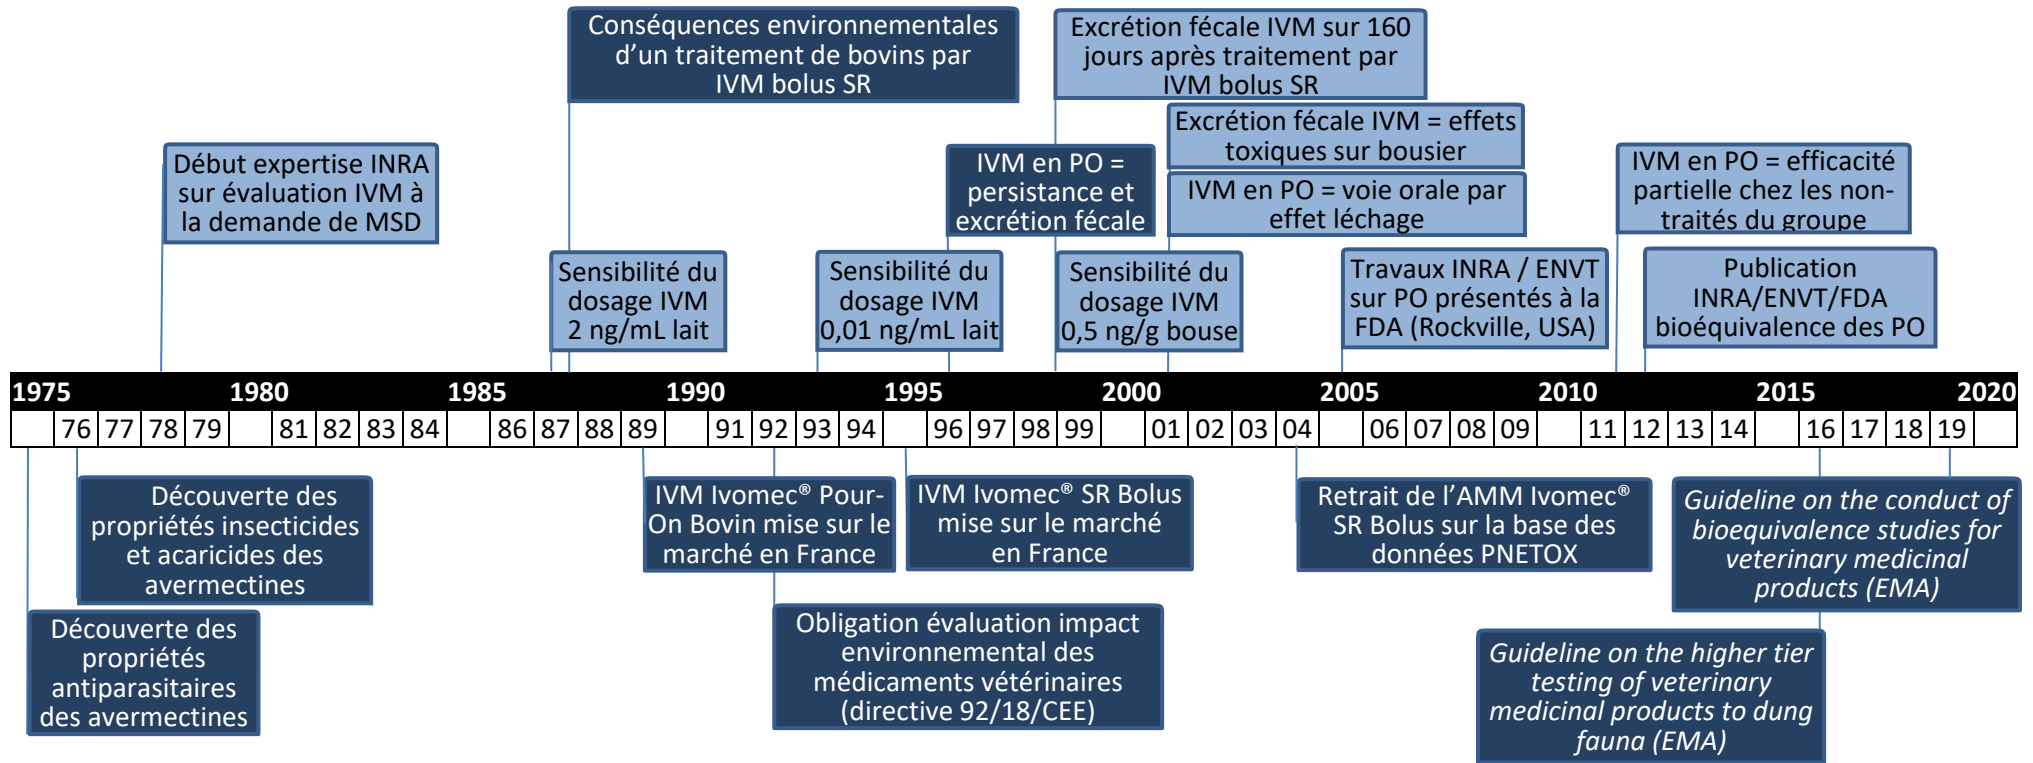 Conséquences environnementales
d'un traitement de bovins par
IVM bolus SR
Excrétion fécale IVM sur 160
jours après traitement par
IVM bolus SR
Excrétion fécale IVM = effets
toxiques sur bousier
Début expertise INRA
sur évaluation IVM à
la demande de MSD
IVM en PO =
persistance et
excrétion fécale
IVM en PO = voie orale par
effet léchage
IVM en PO = efficacité
partielle chez les non-
traités du groupe
Sensibilité du
dosage IVM
2 ng/mL lait
Sensibilité du
dosage IVM
0,01 ng/mL lait
Sensibilité du
dosage IVM
0,5 ng/g bouse
Travaux INRA / ENVT
sur PO présentés à la
FDA (Rockville, USA)
Publication
INRA/ENVT/FDA
bioéquivalence des PO
1975 1980 1985 1990 1995 2000 2005 2010 2015 2020
76 77 78 79 81 82 83 84 86 87 88 89 91 92 93 94 96 97 98 99 01 02 03 04 06 07 08 09 11 12 13 14 16 17 18 19
Découverte des
propriétés insecticides
et acaricides des
avermectines
IVM Ivomec® Pour-
On Bovin mise sur le
marché en France
IVM Ivomec® SR Bolus
mise sur le marché
en France
Retrait de l'AMM Ivomec®
SR Bolus sur la base des
données PNETOX
Guideline on the conduct of
bioequivalence studies for
veterinary medicinal
products (EMA)
Découverte des
propriétés
antiparasitaires
des avermectines
Obligation évaluation impact
environnemental des
médicaments vétérinaires
(directive 92/18/CEE)
Guideline on the higher tier
testing of veterinary
medicinal products to dung
fauna (EMA)